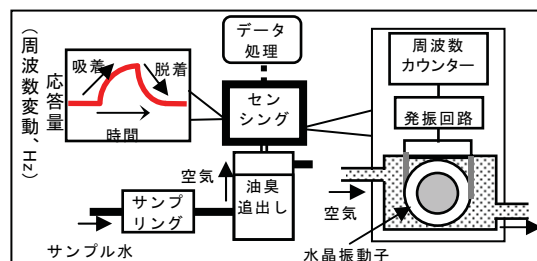 (周波数変動、Hz)
応答量
吸着
脱着
時間
データ
処理
セン
シング
空気
油臭
追出し
サンプ
リング
サンプル水
周波数
カウンター
発振回路
空気
水晶振動子